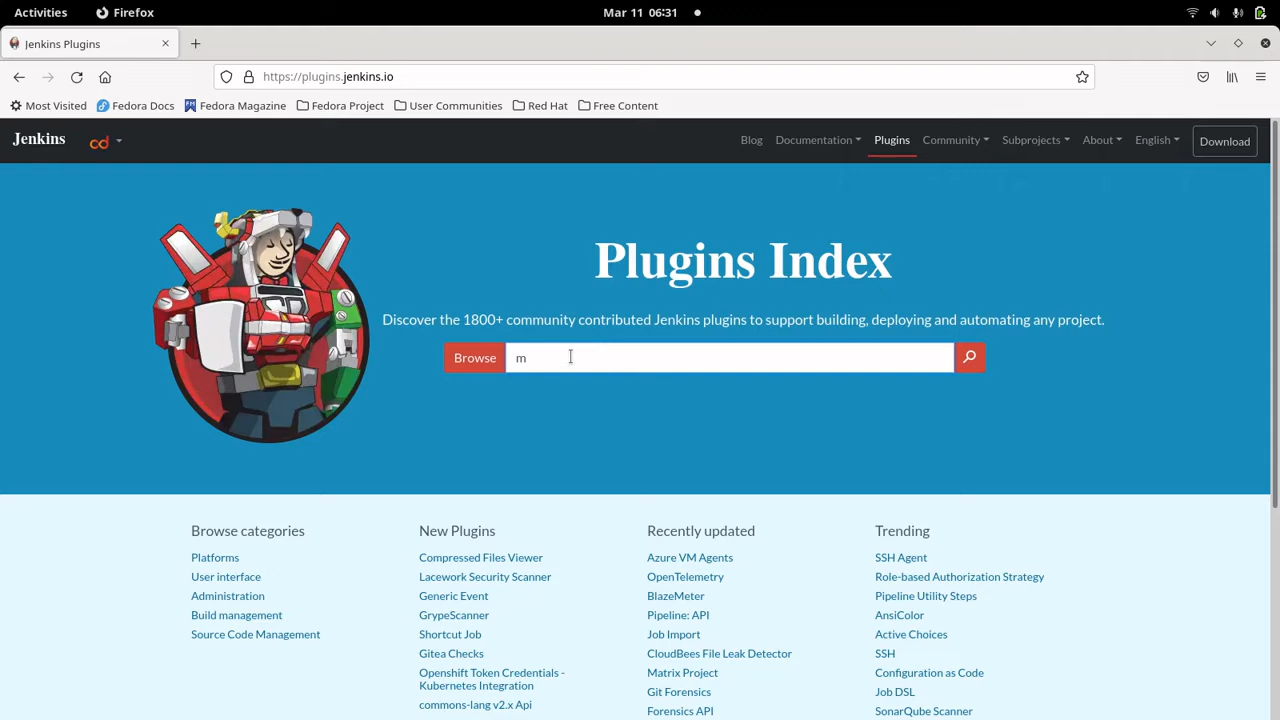 Activities
Firefox
Mar 11 06:31
Jenkins Plugins
https://plugins.jenkins.io
Most Visited
Fedora Docs
Fedora Magazine
Fedora Project
User Communities
Red Hat
Free Content
Jenkins
cd
Blog
Documentation
Plugins
Community
Subprojects
About
English
Download
Plugins Index
Discover the 1800+ community contributed Jenkins plugins to support building, deploying and automating any project.
Browse
m
Browse categories
Platforms
User interface
Administration
Build management
Source Code Management
New Plugins
Compressed Files Viewer
Lacework Security Scanner
Generic Event
GrypeScanner
Shortcut Job
Gitea Checks
Openshift Token Credentials -
Kubernetes Integration
commons-lang v2.x Api
Recently updated
Azure VM Agents
OpenTelemetry
BlazeMeter
Pipeline: API
Job Import
CloudBees File Leak Detector
Matrix Project
Git Forensics
Forensics API
Trending
SSH Agent
Role-based Authorization Strategy
Pipeline Utility Steps
AnsiColor
Active Choices
SSH
Configuration as Code
Job DSL
SonarQube Scanner